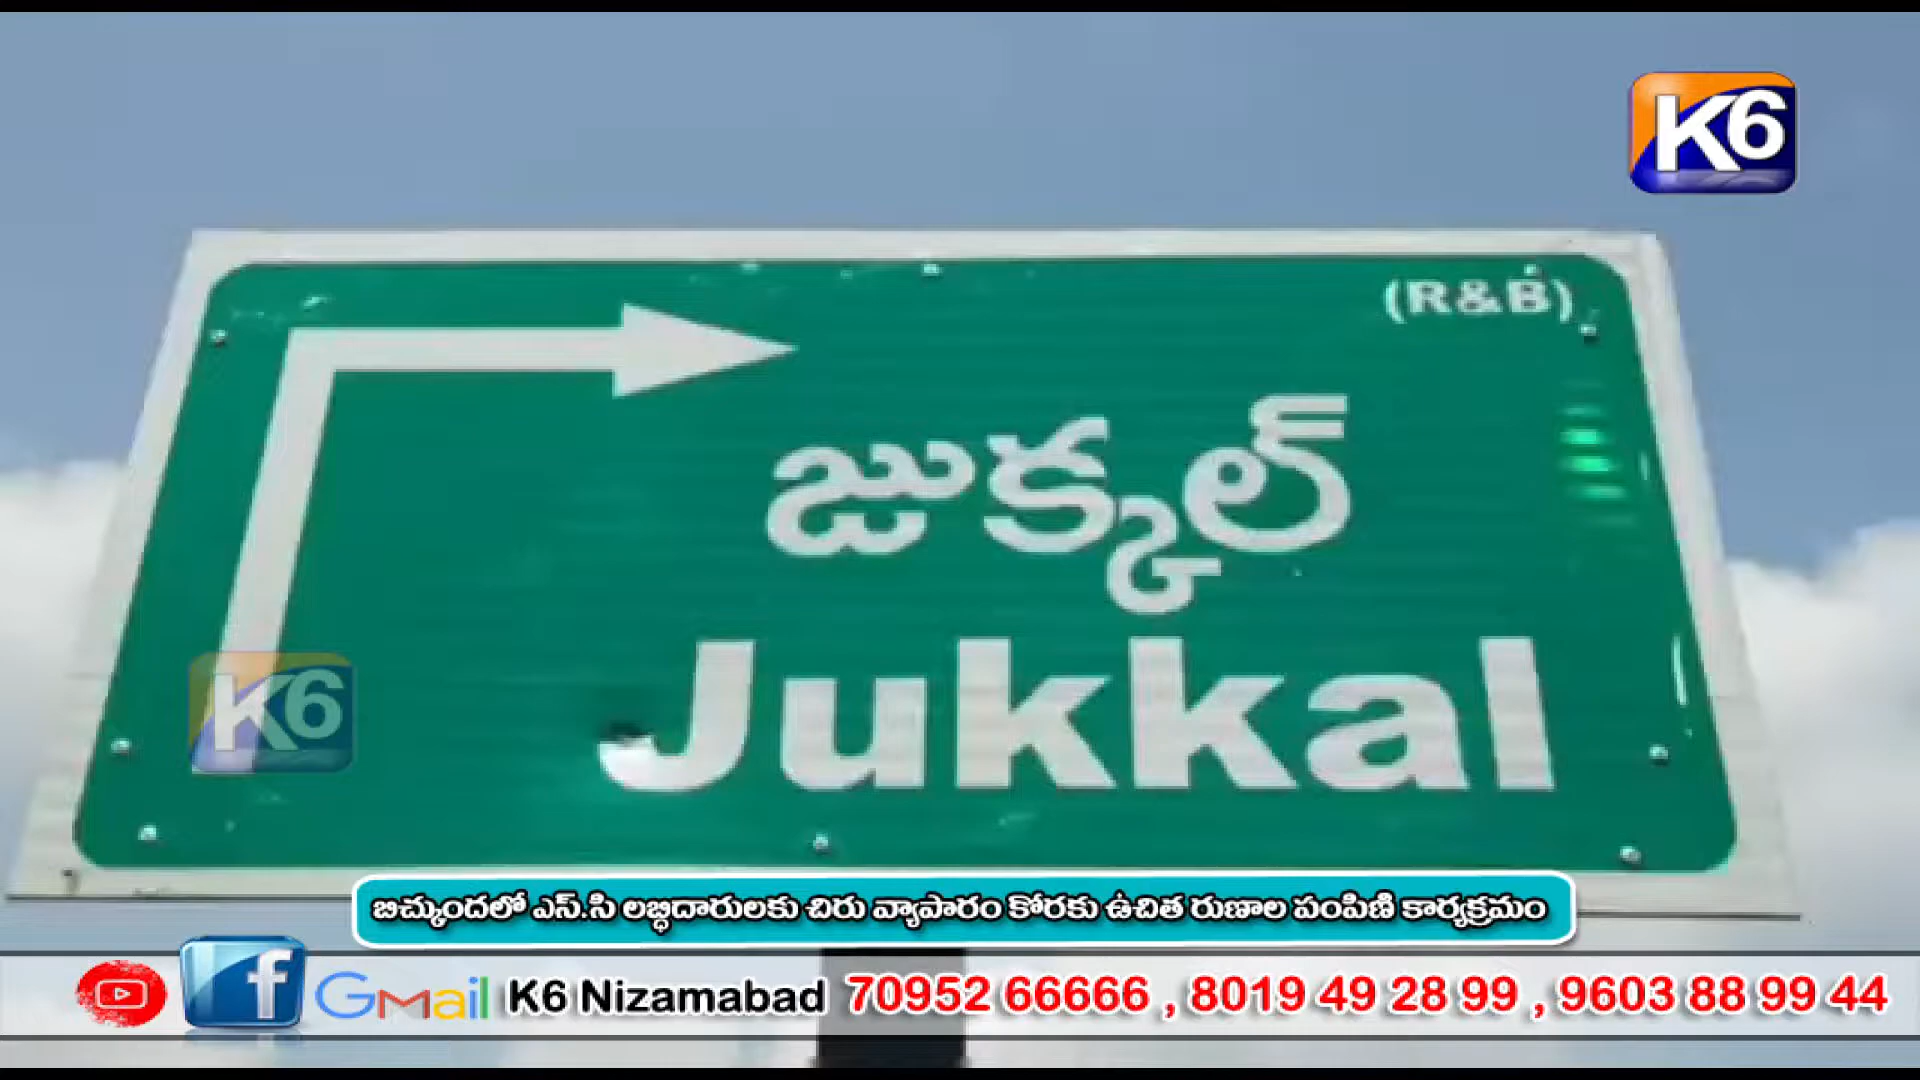 K6
(R&B)
జుక్కల్
Jukkal
K6
బిచ్కుందలో ఎస్.సి లబ్ధిదారులకు చిరు వ్యాపారం కోరకు ఉచిత రుణాల పంపిణి కార్యక్రమం
f Gmail K6 Nizamabad 70952 66666 , 8019 49 28 99 , 9603 88 99 44